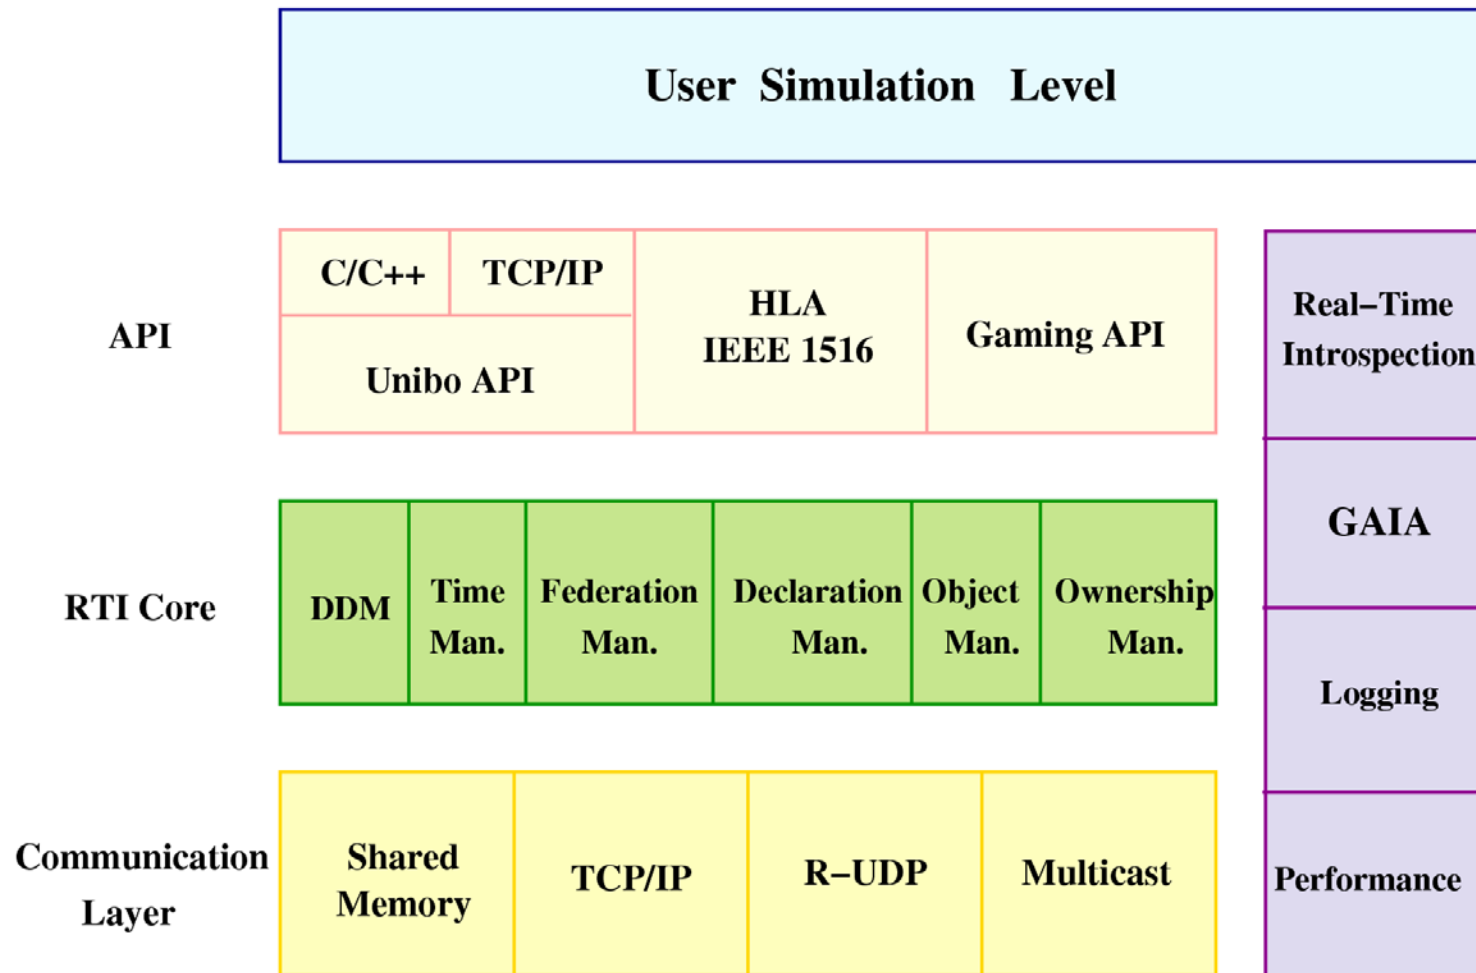 User Simulation Level
API
C/C++
TCP/IP
Unibo API
HLA
IEEE 1516
Gaming API
Real−Time
Introspection
GAIA
Logging
Performance
RTI Core
DDM
Time
Man.
Federation
Man.
Declaration
Man.
Object
Man.
Ownership
Man.
Communication
Layer
Shared
Memory
TCP/IP
R−UDP
Multicast